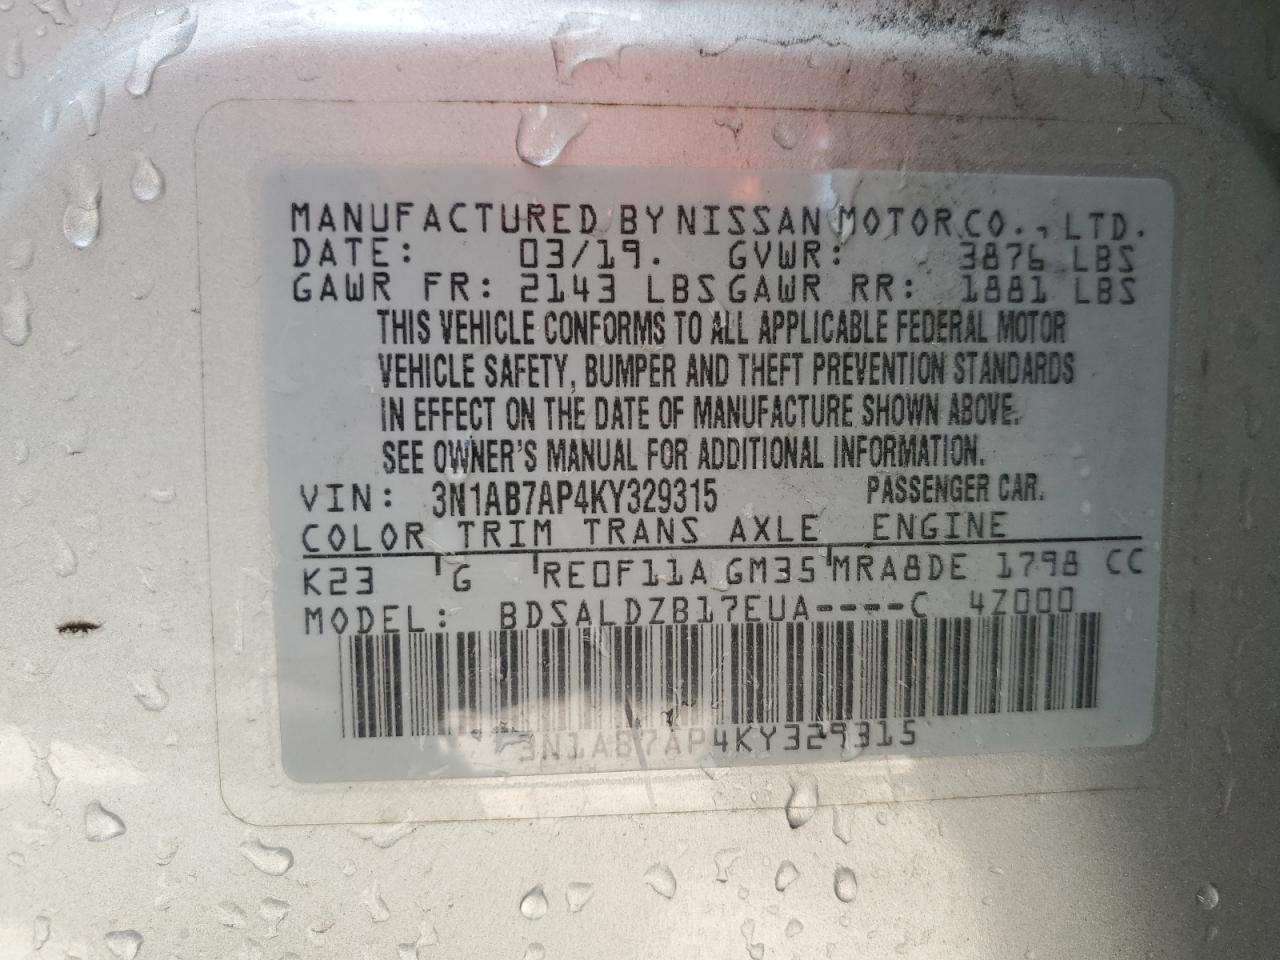 MANUFACTURED BY NISSAN MOTOR CO., LTD.
DATE: 03/19. GVWR: 3876 LBS
GAWR FR: 2143 LBS GAWR RR: 1881 LBS
THIS VEHICLE CONFORMS TO ALL APPLICABLE FEDERAL MOTOR
VEHICLE SAFETY, BUMPER AND THEFT PREVENTION STANDARDS
IN EFFECT ON THE DATE OF MANUFACTURE SHOWN ABOVE.
SEE OWNER'S MANUAL FOR ADDITIONAL INFORMATION.
VIN: 3N1AB7AP4KY329315 PASSENGER CAR.
COLOR TRIM TRANS AXLE ENGINE
K23 G RE0F11A GM35 MRA8DE 1798 CC
MODEL: BDSALDZB17EUA----C 4Z000
3N1AB7AP4KY329315